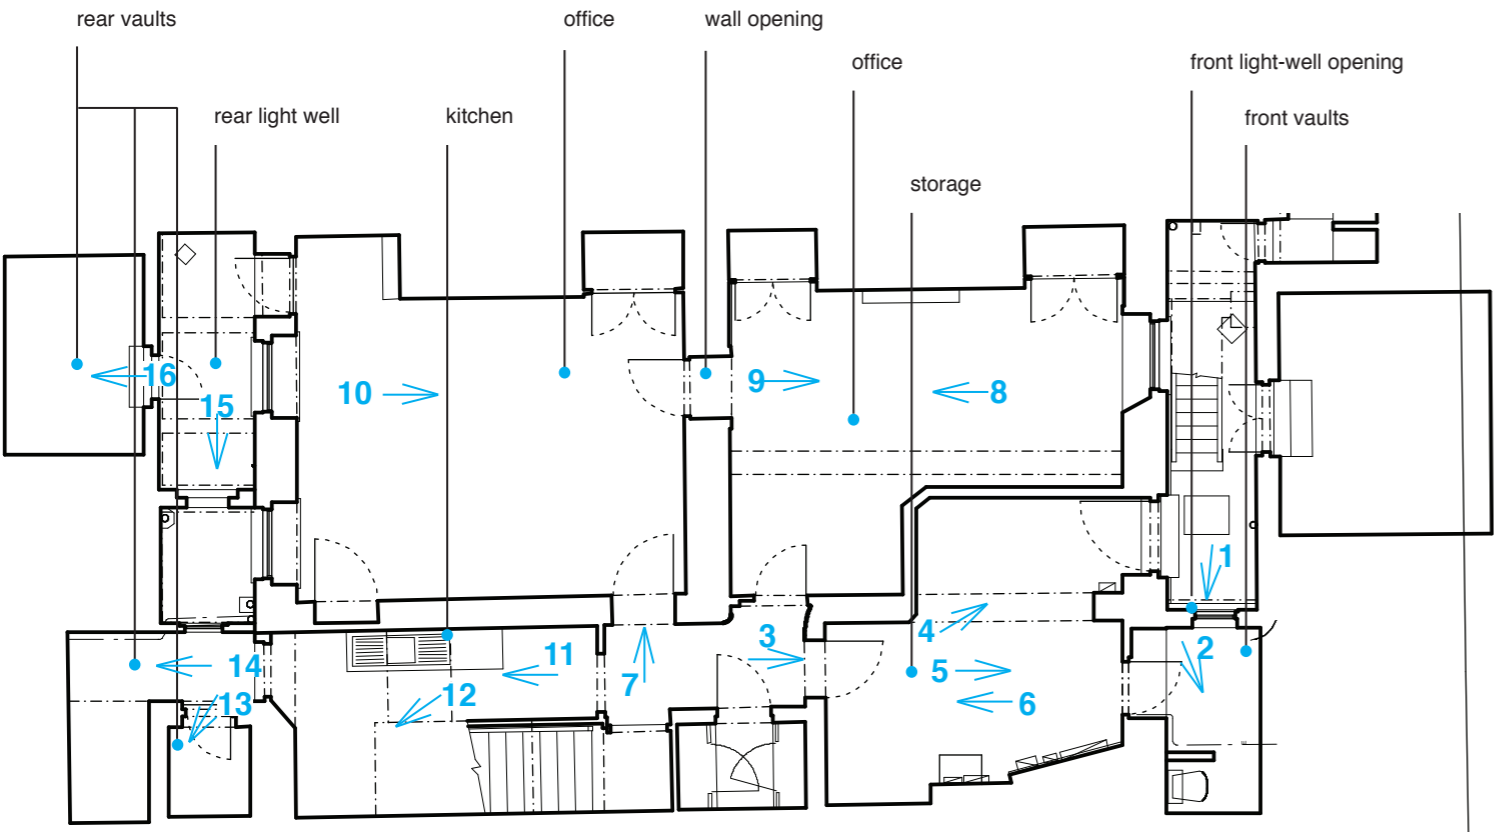 rear vaults
office
wall opening
office
front light-well opening
rear light well
kitchen
front vaults
storage
16
15
10
9
8
1
14
13
12
11
7
3
4
5
6
2